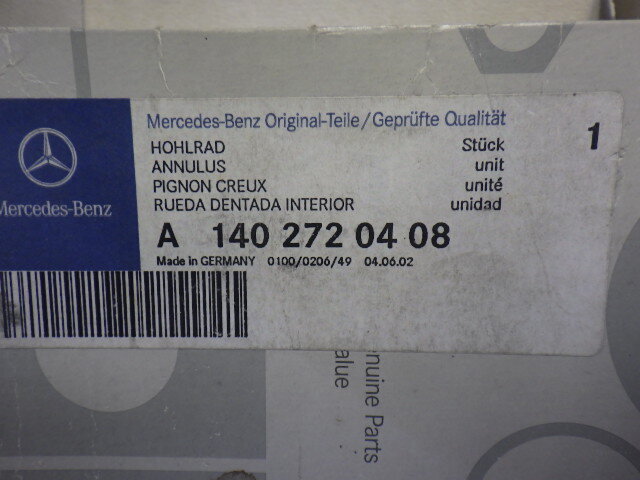 Mercedes-Benz Original-Teile/Geprüfte Qualität
HOHLRAD Stück 1
ANNULUS unit
PIGNON CREUX unité
RUEDA DENTADA INTERIOR unidad
A 140 272 04 08
Made in GERMANY 0100/0206/49 04.06.02
Mercedes-Benz
enuine Parts
alue